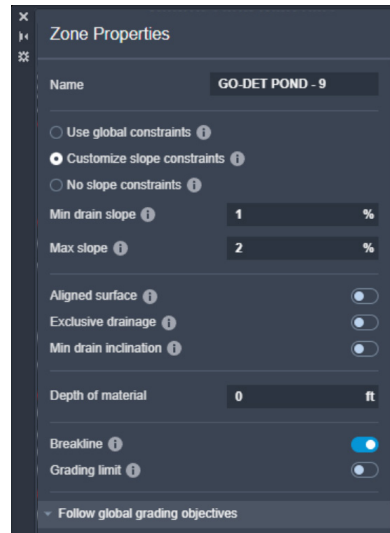 Zone Properties
Name GO-DET POND - 9
Use global constraints
Customize slope constraints
No slope constraints
Min drain slope 1 %
Max slope 2 %
Aligned surface
Exclusive drainage
Min drain inclination
Depth of material 0 ft
Breakline
Grading limit
Follow global grading objectives